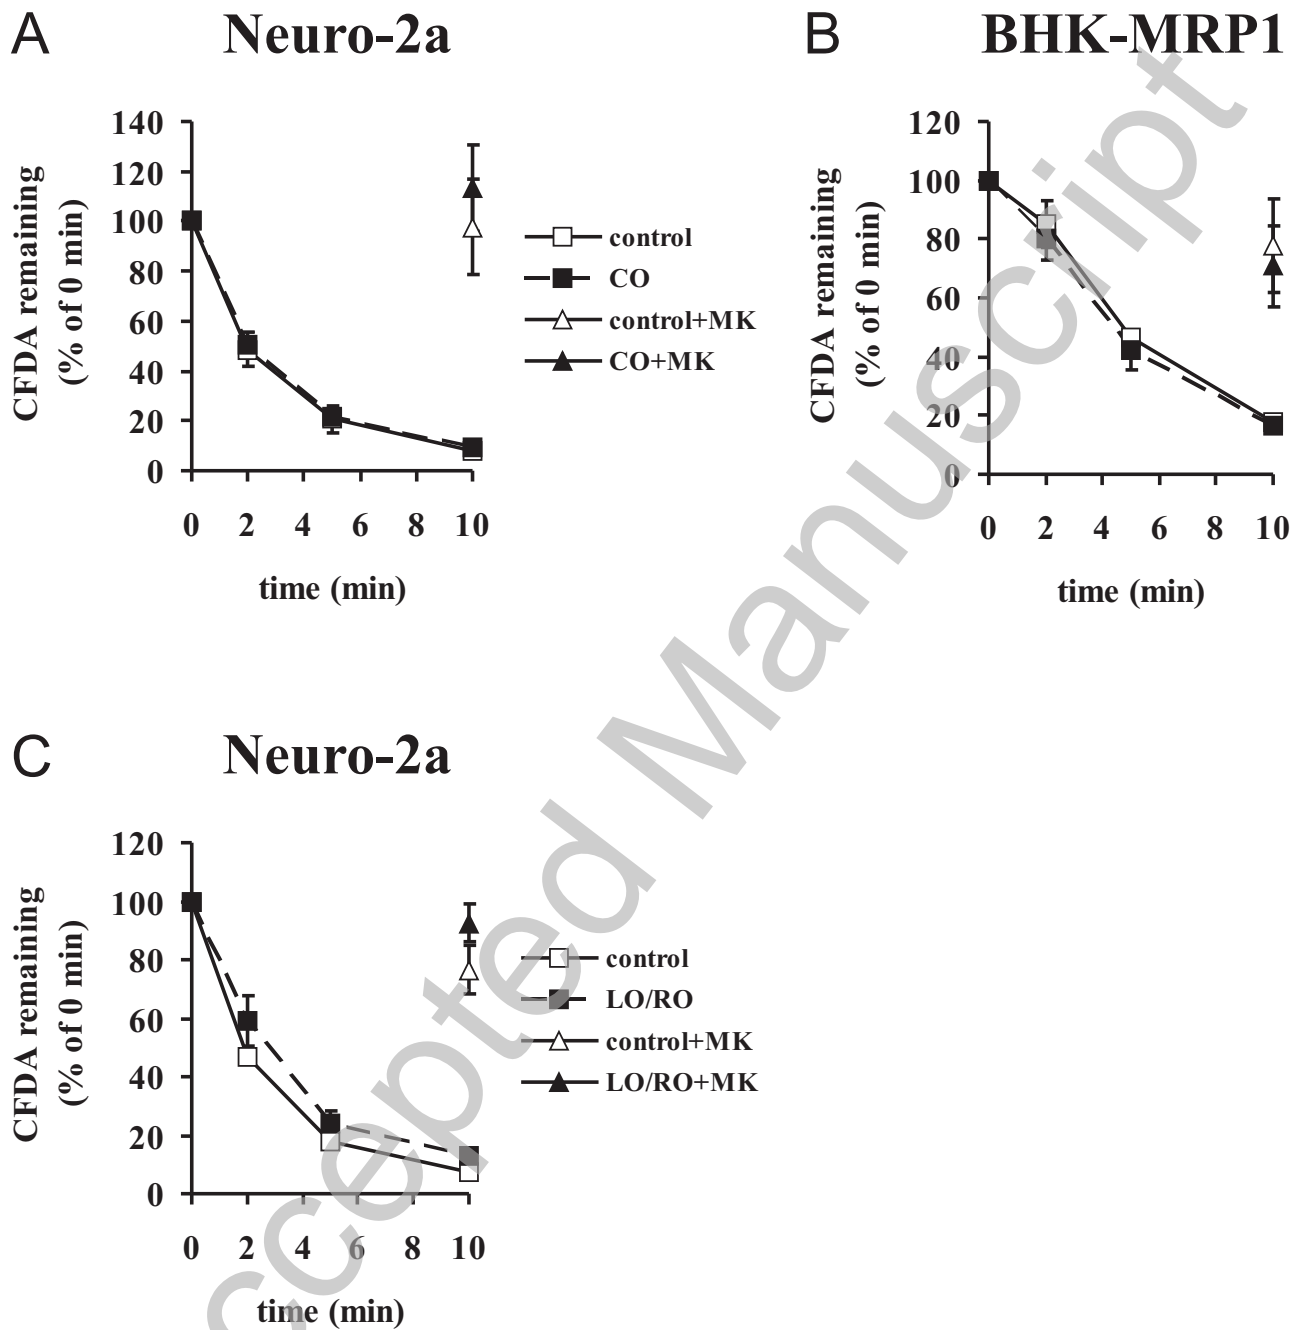 A
Neuro-2a
140
120
100
80
60
40
20
0
CFDA remaining
(% of 0 min)
0 2 4 6 8 10
time (min)
control
CO
control+MK
CO+MK
B
BHK-MRP1
120
100
80
60
40
20
0
CFDA remaining
(% of 0 min)
0 2 4 6 8 10
time (min)
C
Neuro-2a
120
100
80
60
40
20
0
CFDA remaining
(% of 0 min)
0 2 4 6 8 10
time (min)
control
LO/RO
control+MK
LO/RO+MK
ccepted Manuscript